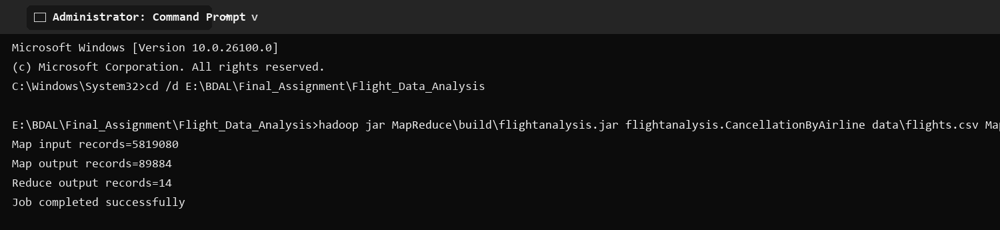 Administrator: Command Prompt v
Microsoft Windows [Version 10.0.26100.0]
(c) Microsoft Corporation. All rights reserved.
C:\Windows\System32>cd /d E:\BDAL\Final_Assignment\Flight_Data_Analysis
E:\BDAL\Final_Assignment\Flight_Data_Analysis>hadoop jar MapReduce\build\flightanalysis.jar flightanalysis.CancellationByAirline data\flights.csv Map
Map input records=5819080
Map output records=89884
Reduce output records=14
Job completed successfully